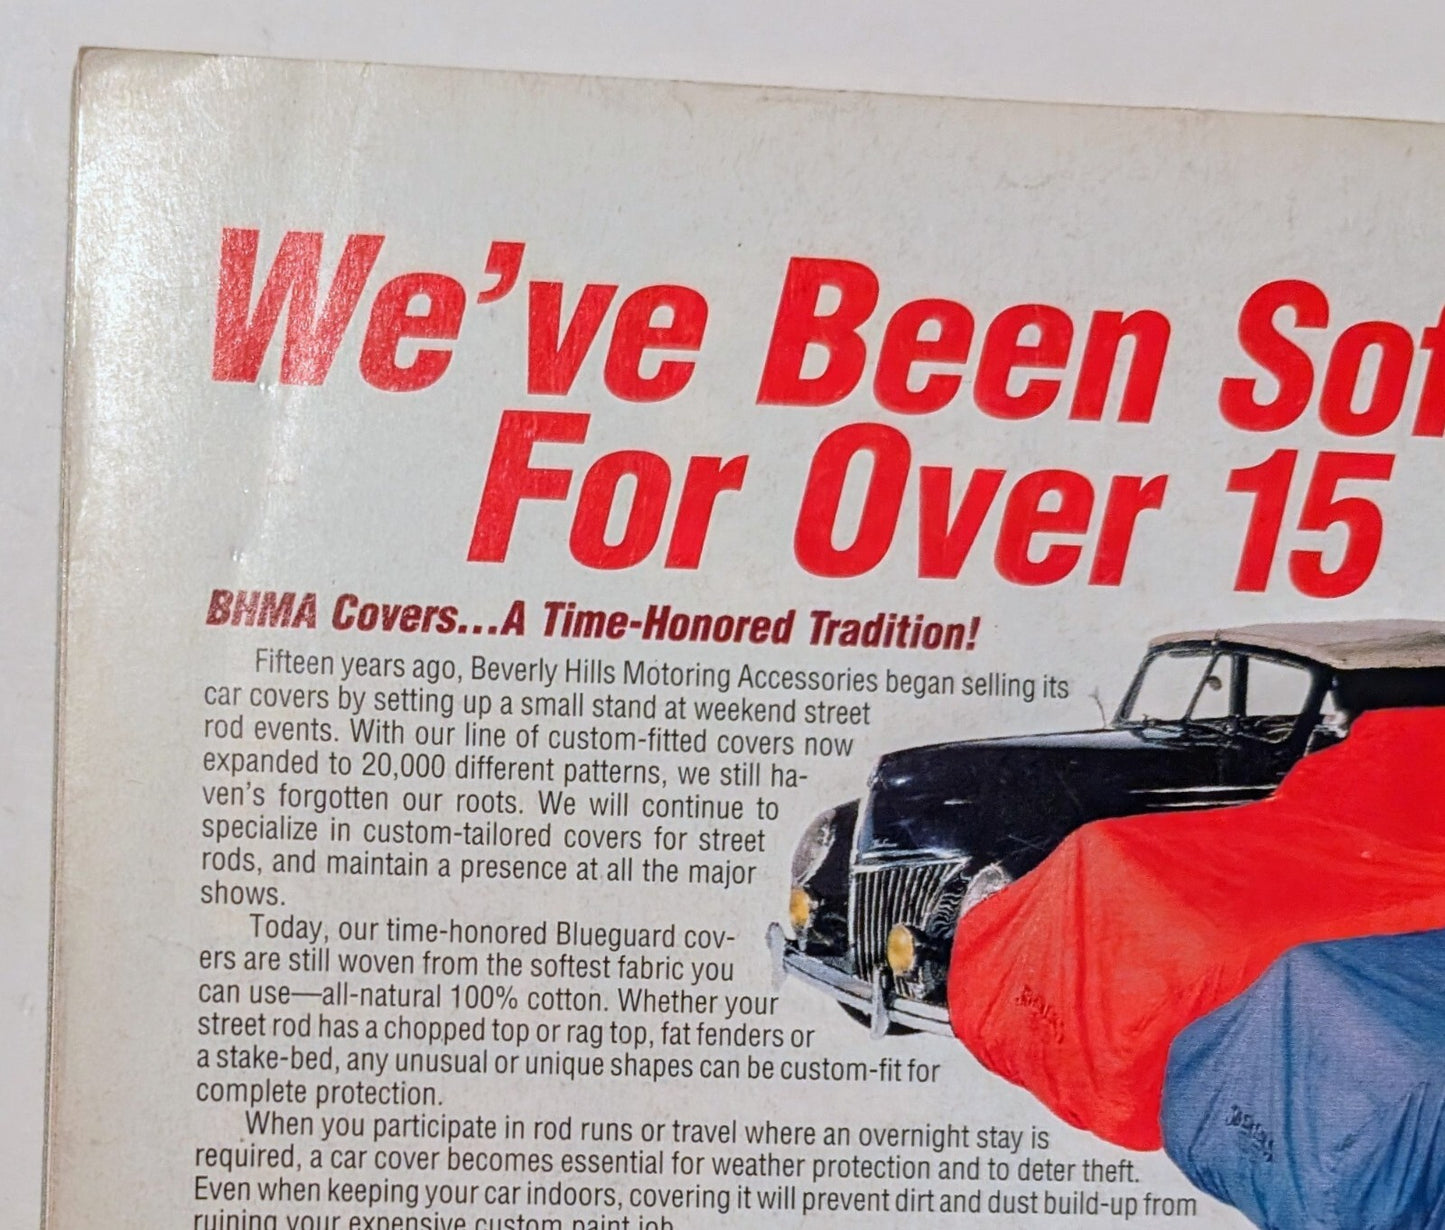 We've Been Sof
For Over 15
BHMA Covers...A Time-Honored Tradition!
Fifteen years ago, Beverly Hills Motoring Accessories began selling its
car covers by setting up a small stand at weekend street
rod events. With our line of custom-fitted covers now
expanded to 20,000 different patterns, we still ha-
ven's forgotten our roots. We will continue to
specialize in custom-tailored covers for street
rods, and maintain a presence at all the major
shows.
Today, our time-honored Blueguard cov-
ers are still woven from the softest fabric you
can use—all-natural 100% cotton. Whether your
street rod has a chopped top or rag top, fat fenders or
a stake-bed, any unusual or unique shapes can be custom-fit for
complete protection.
When you participate in rod runs or travel where an overnight stay is
required, a car cover becomes essential for weather protection and to deter theft.
Even when keeping your car indoors, covering it will prevent dirt and dust build-up from
ruining your expensive custom paint job.